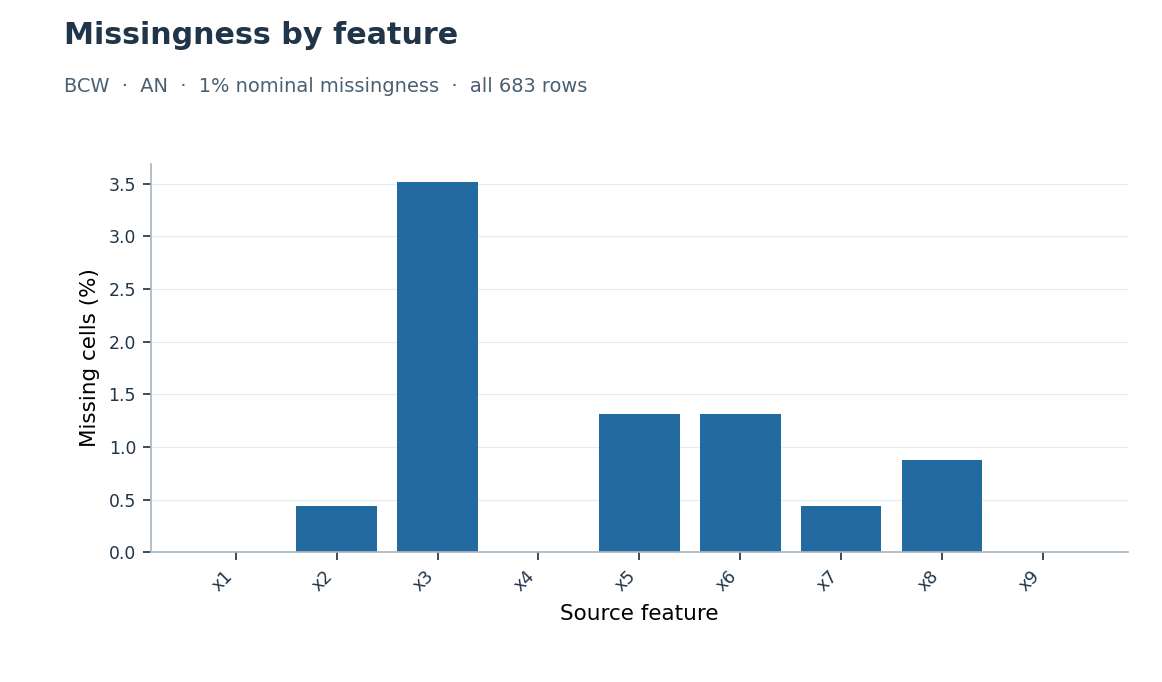 Missingness by feature
BCW · AN · 1% nominal missingness · all 683 rows
Missing cells (%)
3.5
3.0
2.5
2.0
1.5
1.0
0.5
0.0
x1 x2 x3 x4 x5 x6 x7 x8 x9
Source feature